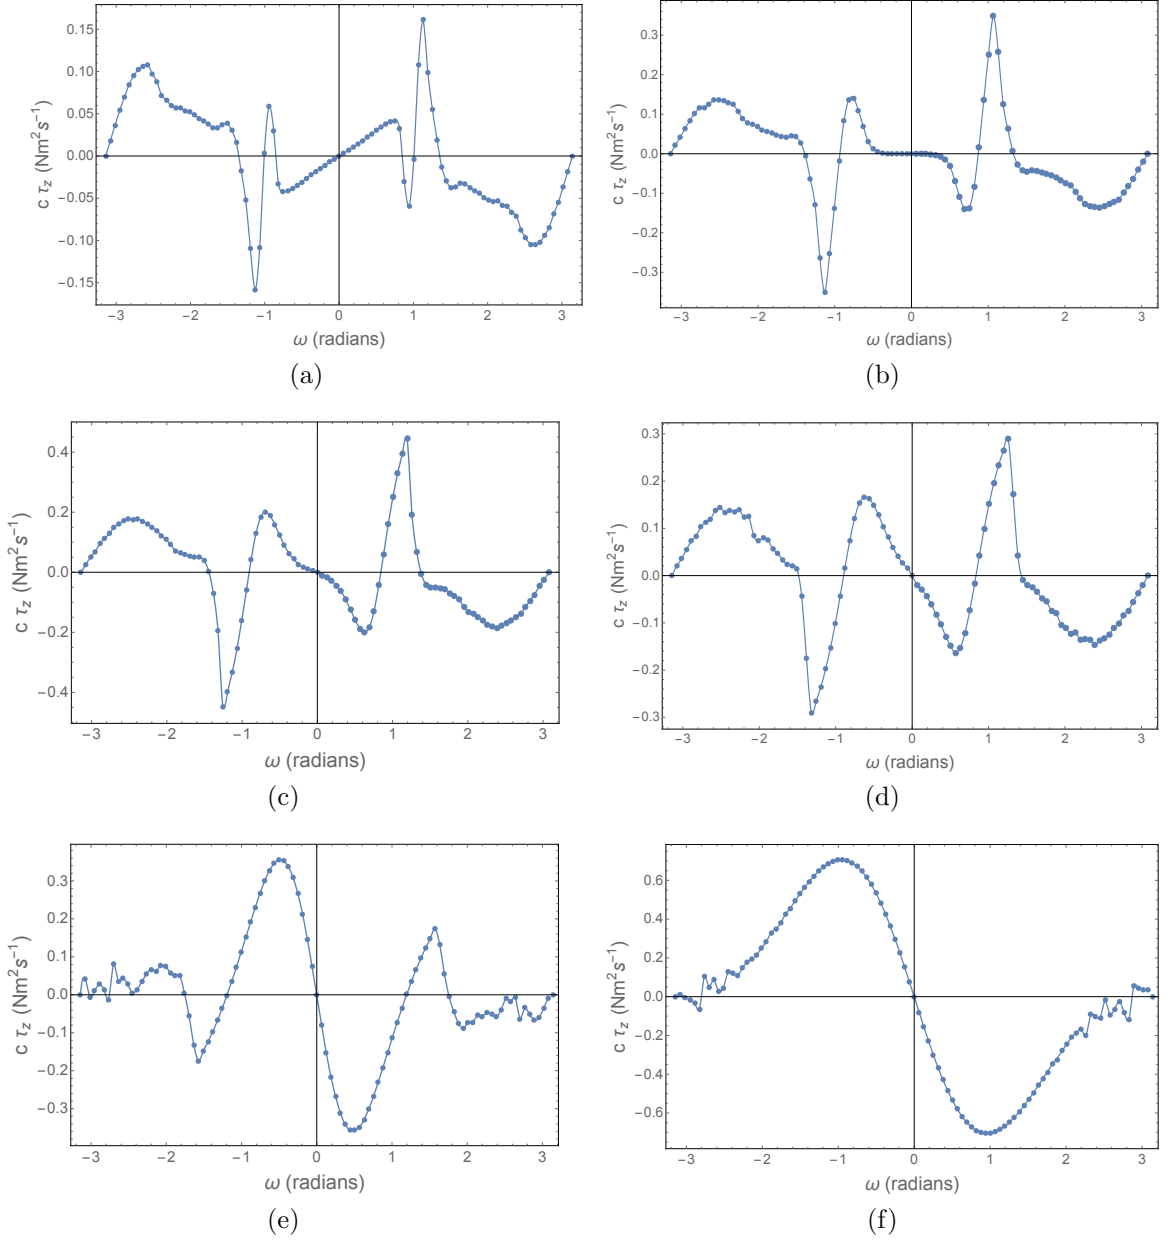 0.15
0.10
0.05
0.00
−0.05
−0.10
−0.15
c τz (Nm²s⁻¹)
−3 −2 −1 0 1 2 3
ω (radians)
(a)
0.3
0.2
0.1
0.0
−0.1
−0.2
−0.3
c τz (Nm²s⁻¹)
−3 −2 −1 0 1 2 3
ω (radians)
(b)
0.4
0.2
0.0
−0.2
−0.4
c τz (Nm²s⁻¹)
−3 −2 −1 0 1 2 3
ω (radians)
(c)
0.3
0.2
0.1
0.0
−0.1
−0.2
−0.3
c τz (Nm²s⁻¹)
−3 −2 −1 0 1 2 3
ω (radians)
(d)
0.3
0.2
0.1
0.0
−0.1
−0.2
−0.3
c τz (Nm²s⁻¹)
−3 −2 −1 0 1 2 3
ω (radians)
(e)
0.6
0.4
0.2
0.0
−0.2
−0.4
−0.6
c τz (Nm²s⁻¹)
−3 −2 −1 0 1 2 3
ω (radians)
(f)